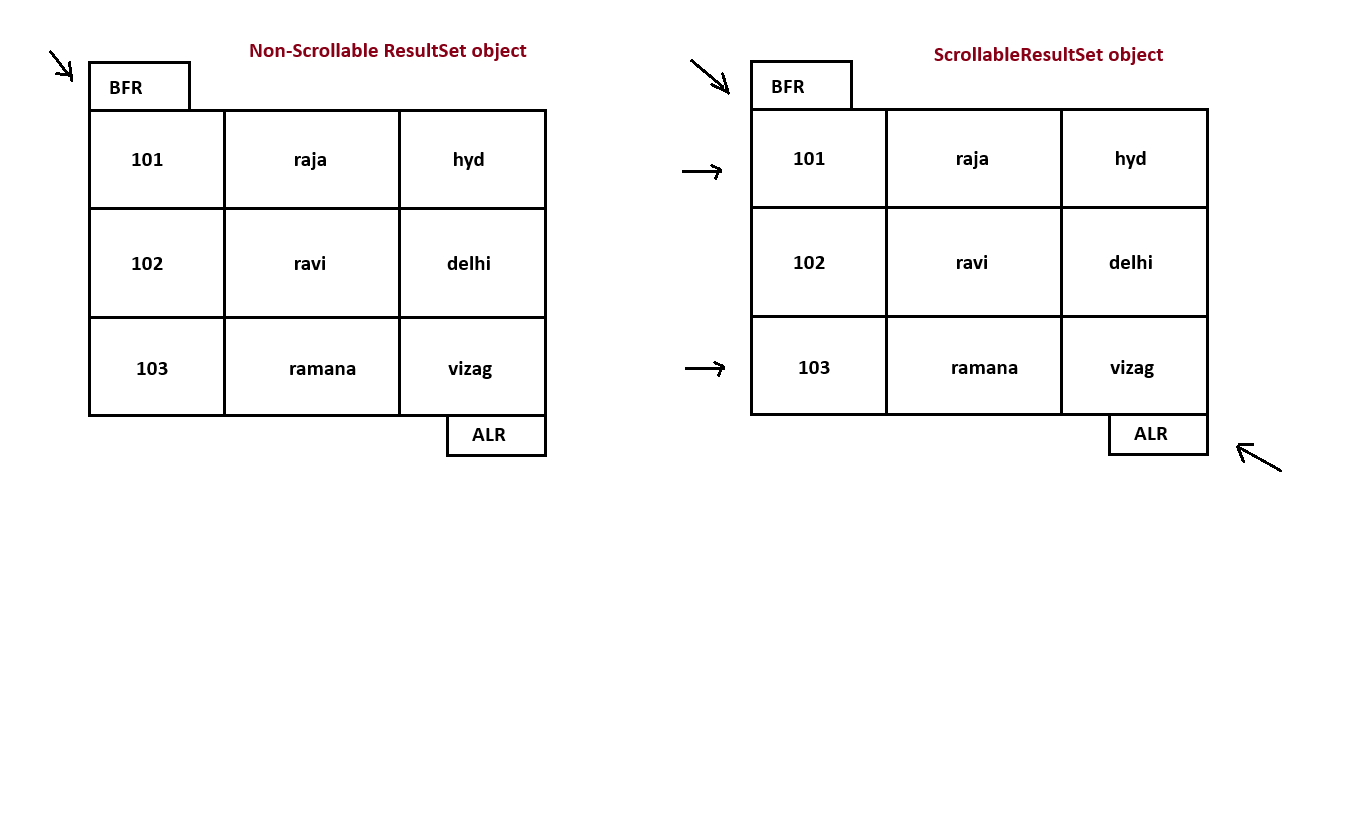 Non-Scrollable ResultSet object
BFR
101 raja hyd
102 ravi delhi
103 ramana vizag
ALR
ScrollableResultSet object
BFR
101 raja hyd
102 ravi delhi
103 ramana vizag
ALR